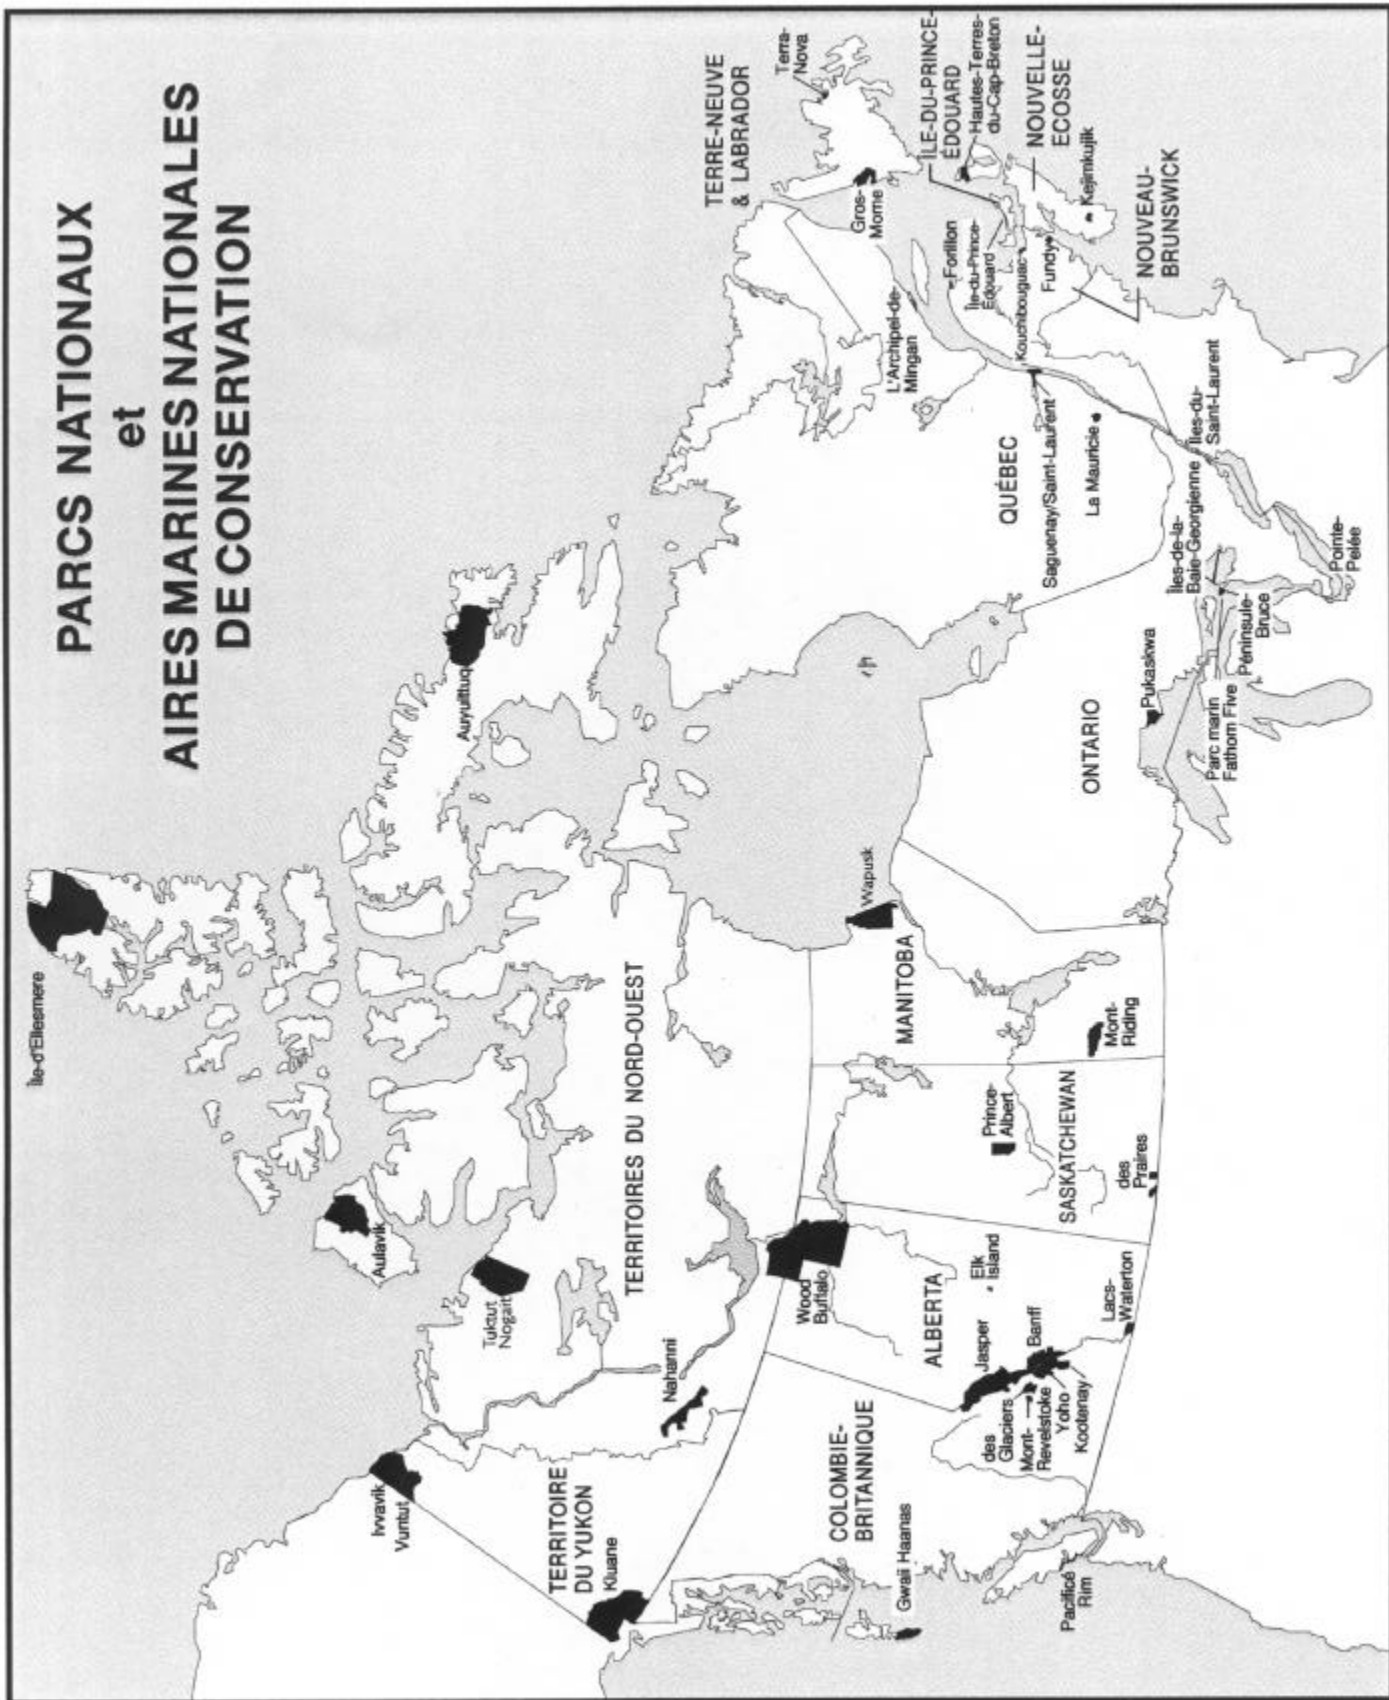 PARCS NATIONAUX
et
AIRES MARINES NATIONALES
DE CONSERVATION
Île-d'Ellesmere
Aulavik
Auyuittuq
Tuktut
Nogait
Ivvavik
Vuntut
TERRITOIRE
DU YUKON
Kluane
Nahanni
TERRITOIRES DU NORD-OUEST
Wood
Buffalo
Wapusk
COLOMBIE-
BRITANNIQUE
Gwaii Haanas
Pacific
Rim
des
Glaciers
Mont-
Revelstoke
Yoho
Kootenay
Jasper
Banff
ALBERTA
Elk
Island
Lacs-
Waterton
SASKATCHEWAN
Prince-
Albert
des
Praires
MANITOBA
Mont-
Riding
ONTARIO
Pukaskwa
Parc marin
Fathom Five
Péninsule-
Bruce
Îles-de-la-
Baie-Georgienne
Pointe-
Pelée
Îles-du-
Saint-Laurent
QUÉBEC
Saguenay/Saint-Laurent
La Mauricie
L'Archipel-de-
Mingan
Forillon
TERRE-NEUVE
& LABRADOR
Terra-
Nova
Gros-
Morne
ÎLE-DU-PRINCE-
ÉDOUARD
Île-du-Prince-
Édouard
Hautes-Terres-
du-Cap-Breton
NOUVELLE-
ECOSSE
Kejimkujik
Kouchibouguac
Fundy
NOUVEAU-
BRUNSWICK